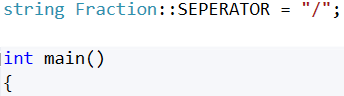 string Fraction::SEPERATOR = "/";
int main()
{